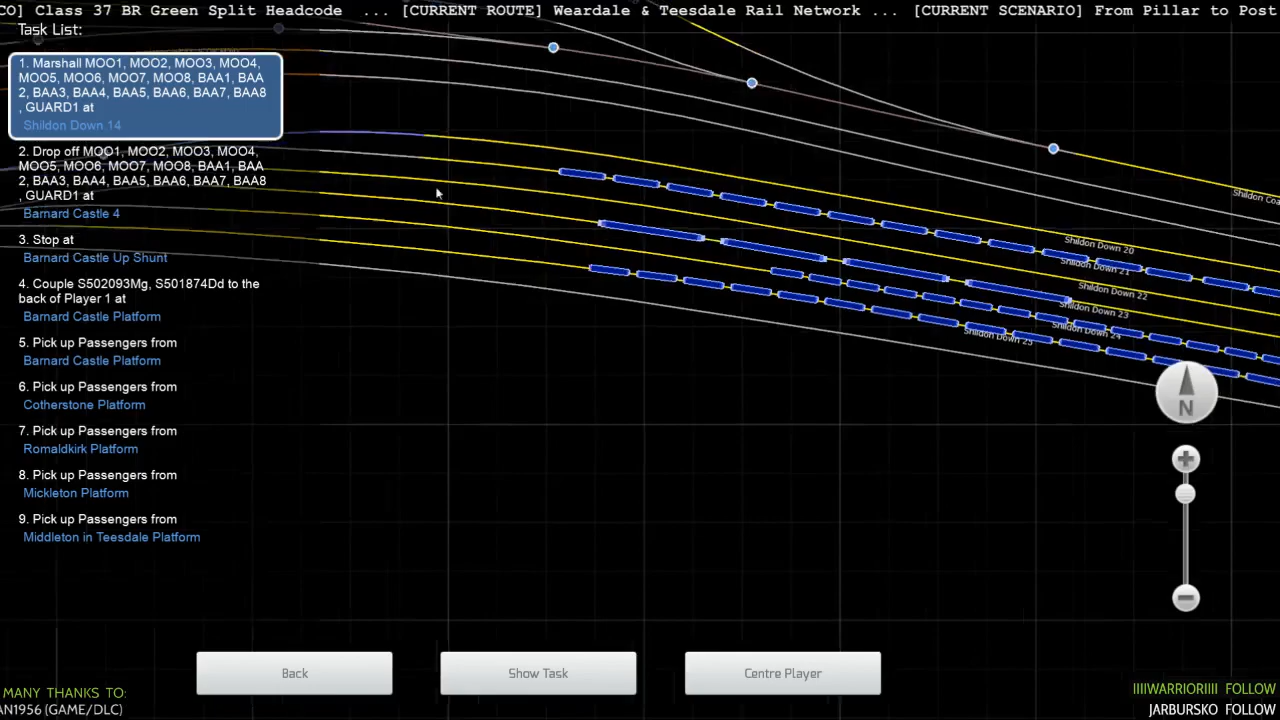 CO] Class 37 BR Green Split Headcode ... [CURRENT ROUTE] Weardale & Teesdale Rail Network ... [CURRENT SCENARIO] From Pillar to Post
Task List:
1. Marshall MOO1, MOO2, MOO3, MOO4,
MOO5, MOO6, MOO7, MOO8, BAA1, BAA
2, BAA3, BAA4, BAA5, BAA6, BAA7, BAA8
, GUARD1 at
Shildon Down 14
2. Drop off MOO1, MOO2, MOO3, MOO4,
MOO5, MOO6, MOO7, MOO8, BAA1, BAA
2, BAA3, BAA4, BAA5, BAA6, BAA7, BAA8
, GUARD1 at
Barnard Castle 4
3. Stop at
Barnard Castle Up Shunt
4. Couple S502093Mg, S501874Dd to the
back of Player 1 at
Barnard Castle Platform
5. Pick up Passengers from
Barnard Castle Platform
6. Pick up Passengers from
Cotherstone Platform
7. Pick up Passengers from
Romaldkirk Platform
8. Pick up Passengers from
Mickleton Platform
9. Pick up Passengers from
Middleton in Teesdale Platform
Shildon Coa
Shildon Down 20
Shildon Down 21
Shildon Down 22
Shildon Down 23
Shildon Down 24
Shildon Down 25
N
Back
Show Task
Centre Player
MANY THANKS TO:
AN1956 (GAME/DLC)
IIIIWARRIORIIII FOLLOW
JARBURSKO FOLLOW